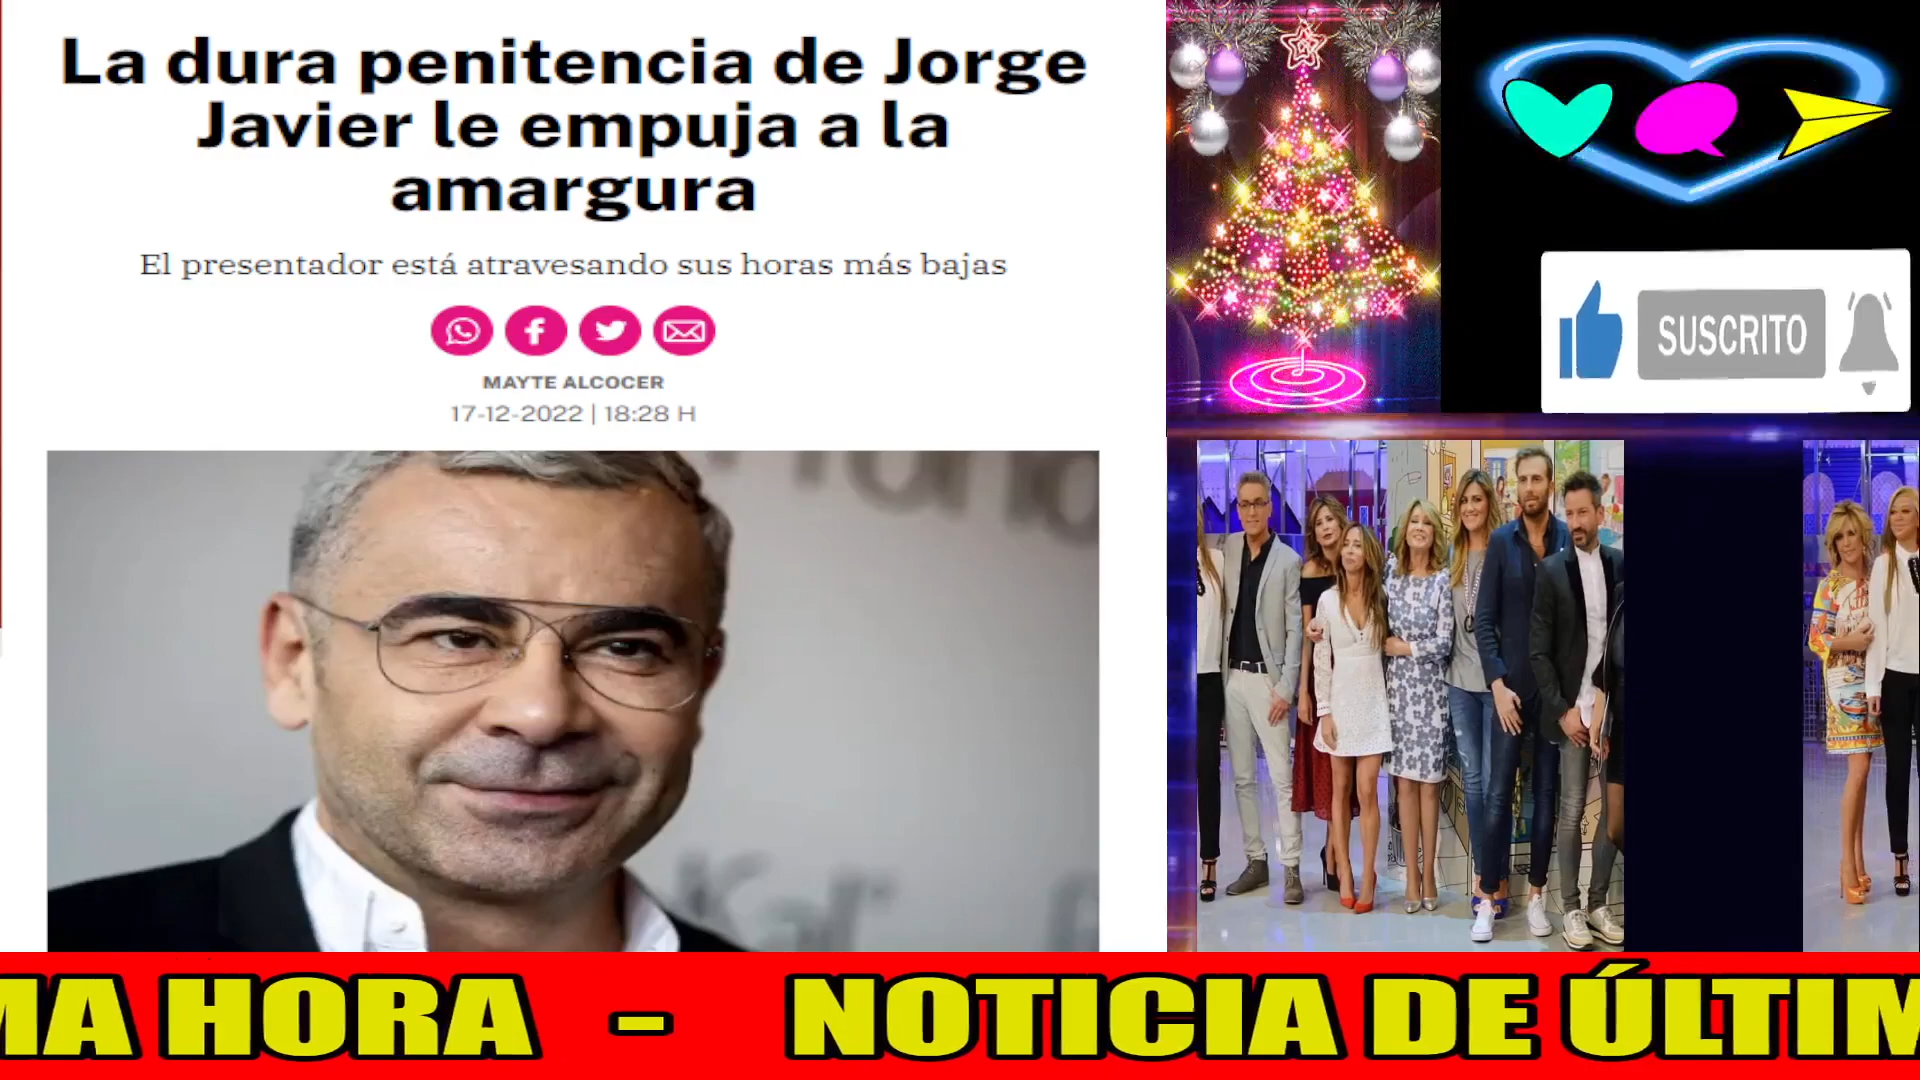 La dura penitencia de Jorge
Javier le empuja a la
amargura
El presentador está atravesando sus horas más bajas
MAYTE ALCOCER
17-12-2022 | 18:28 H
SUSCRITO
MA HORA - NOTICIA DE ÚLTIM